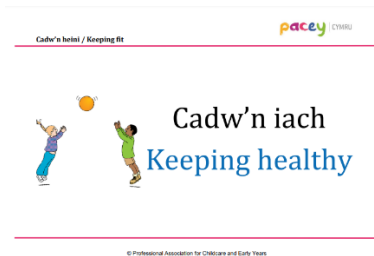 pacey CYMRU
Cadw'n heini / Keeping fit
Cadw'n iach
Keeping healthy
© Professional Association for Childcare and Early Years